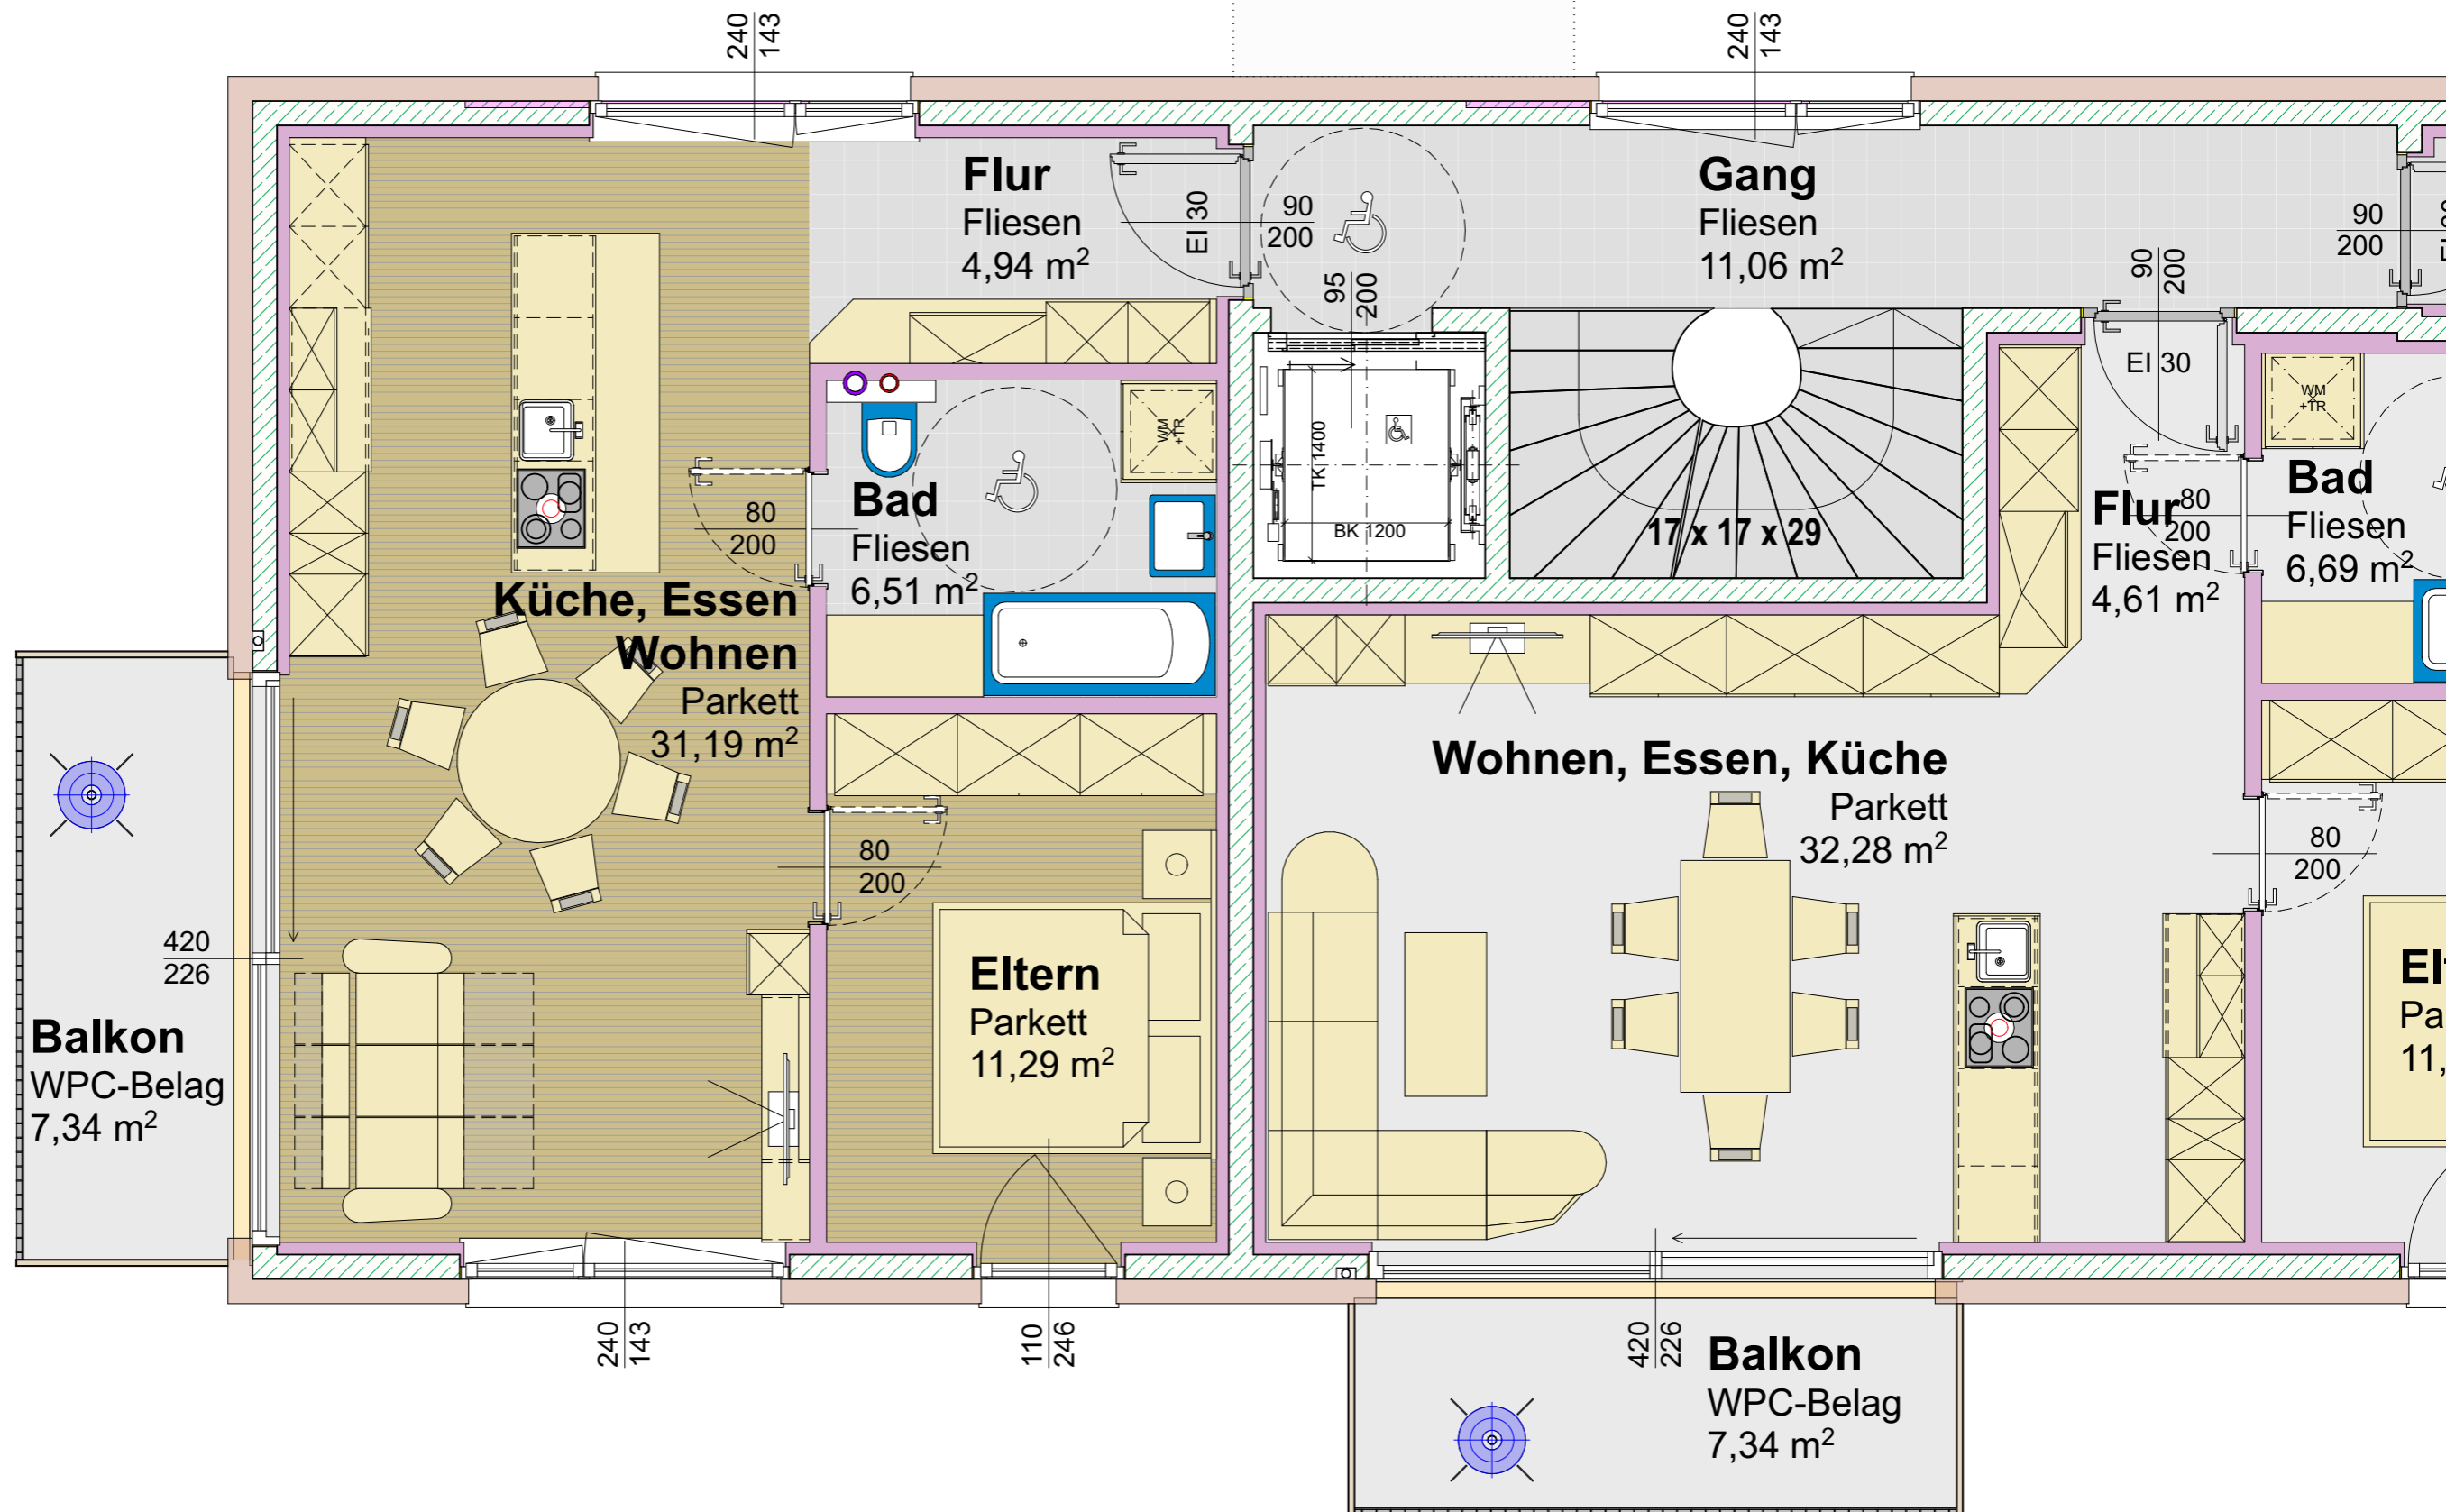 240
143
240
143
Flur
Fliesen
4,94 m²
EI 30
90
200
Gang
Fliesen
11,06 m²
90
200
95
200
90
200
EI 30
TK 1400
BK 1200
17 x 17 x 29
WM
+TR
WM
+TR
Bad
Fliesen
6,51 m²
80
200
Flur
Fliesen
4,61 m²
80
200
Bad
Fliesen
6,69 m²
Küche, Essen
Wohnen
Parkett
31,19 m²
Wohnen, Essen, Küche
Parkett
32,28 m²
80
200
80
200
420
226
Balkon
WPC-Belag
7,34 m²
Eltern
Parkett
11,29 m²
240
143
110
246
420
226
Balkon
WPC-Belag
7,34 m²